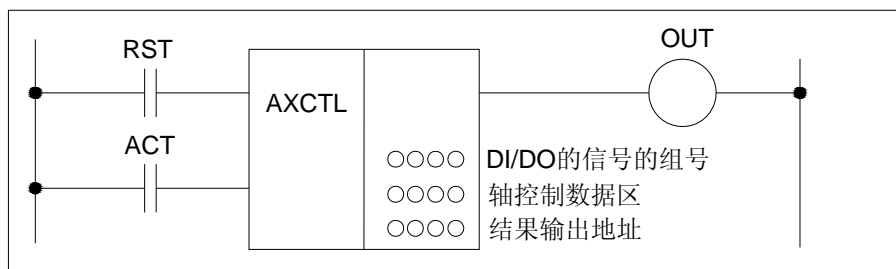 RST
OUT
AXCTL
ACT
○○○○ DI/DO的信号的组号
○○○○ 轴控制数据区
○○○○ 结果输出地址